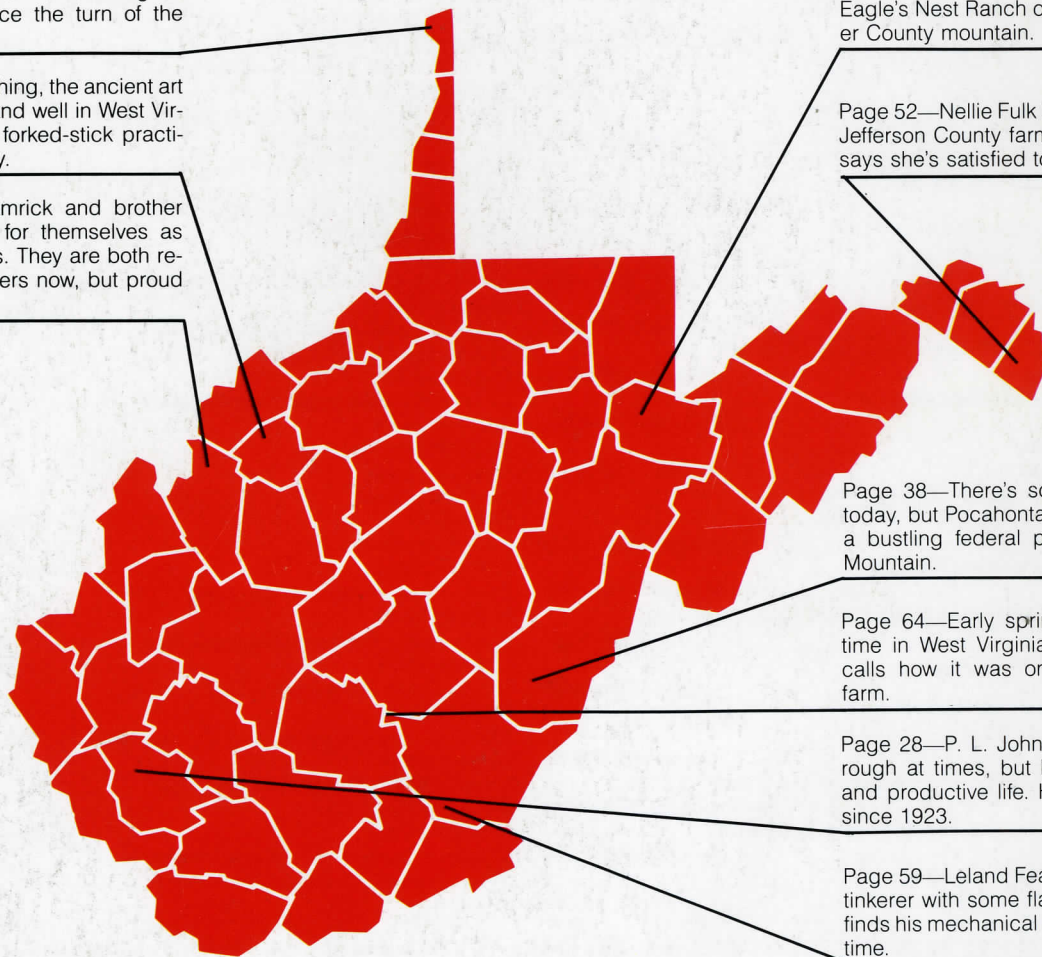 ce the turn of the
ning, the ancient art
nd well in West Vir-
forked-stick practi-
y.
mrick and brother
for themselves as
s. They are both re-
ers now, but proud
Eagle's Nest Ranch o
er County mountain.
Page 52—Nellie Fulk
Jefferson County farm
says she's satisfied to
Page 38—There's so
today, but Pocahonta
a bustling federal p
Mountain.
Page 64—Early sprin
time in West Virginia
calls how it was on
farm.
Page 28—P. L. John
rough at times, but h
and productive life. H
since 1923.
Page 59—Leland Fea
tinkerer with some fla
finds his mechanical
time.